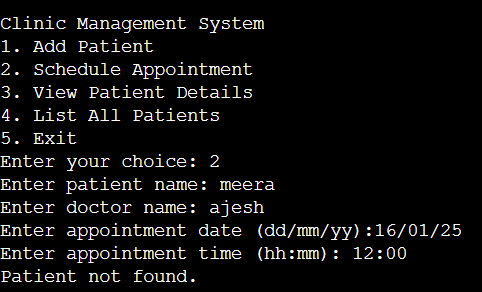 Clinic Management System
1. Add Patient
2. Schedule Appointment
3. View Patient Details
4. List All Patients
5. Exit
Enter your choice: 2
Enter patient name: meera
Enter doctor name: ajesh
Enter appointment date (dd/mm/yy):16/01/25
Enter appointment time (hh:mm): 12:00
Patient not found.